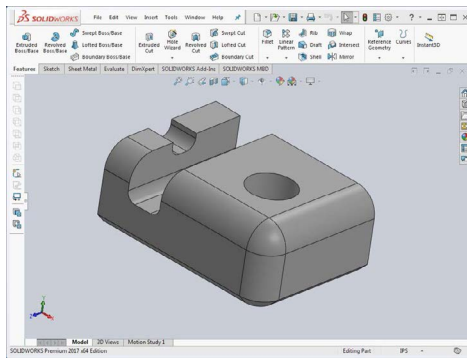 SOLIDWORKS File Edit View Insert Tools Window Help
Extruded Boss/Base
Revolved Boss/Base
Swept Boss/Base
Lofted Boss/Base
Boundary Boss/Base
Extruded Cut
Hole Wizard
Revolved Cut
Swept Cut
Lofted Cut
Boundary Cut
Fillet
Linear Pattern
Rib
Draft
Shell
Wrap
Intersect
Mirror
Reference Geometry
Curves
Instant3D
Features Sketch Sheet Metal Evaluate DimXpert SOLIDWORKS Add-Ins SOLIDWORKS MBD
Model 3D Views Motion Study 1
SOLIDWORKS Premium 2017 x64 Edition Editing Part IPS